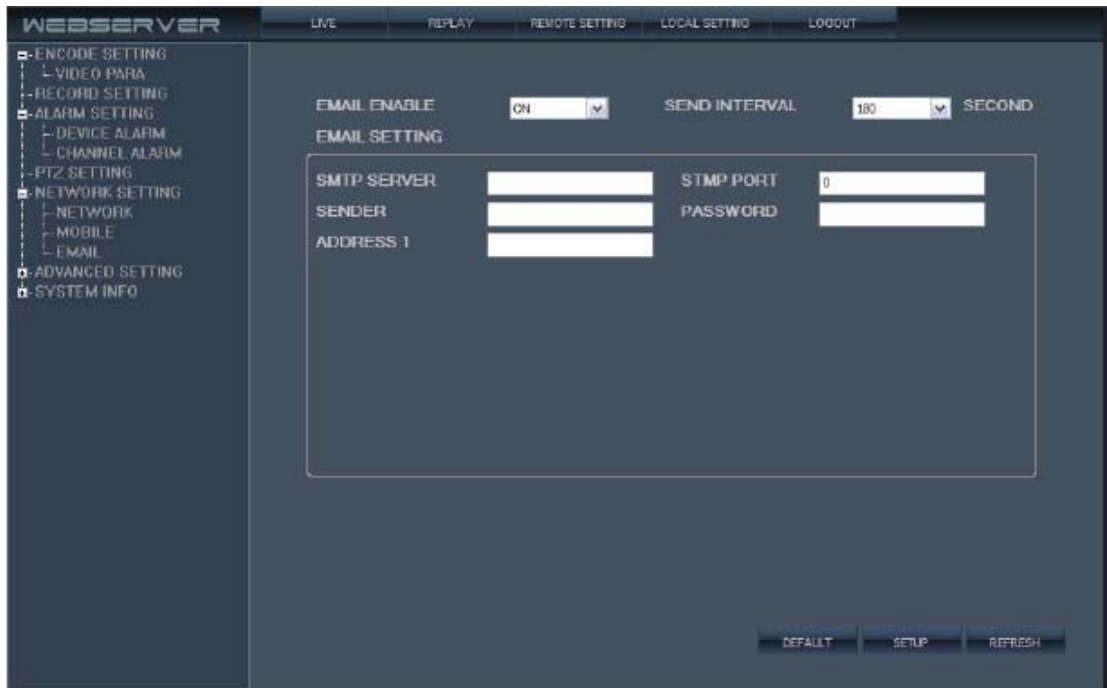 WEBSERVER
LIVE REPLAY REMOTE SETTING LOCAL SETTING LOGOUT
ENCODE SETTING
VIDEO PARA
RECORD SETTING
ALARM SETTING
DEVICE ALARM
CHANNEL ALARM
PTZ SETTING
NETWORK SETTING
NETWORK
MOBILE
EMAIL
ADVANCED SETTING
SYSTEM INFO
EMAIL ENABLE ON SEND INTERVAL 180 SECOND
EMAIL SETTING
SMTP SERVER STMP PORT 0
SENDER PASSWORD
ADDRESS 1
DEFAULT SETUP REFRESH